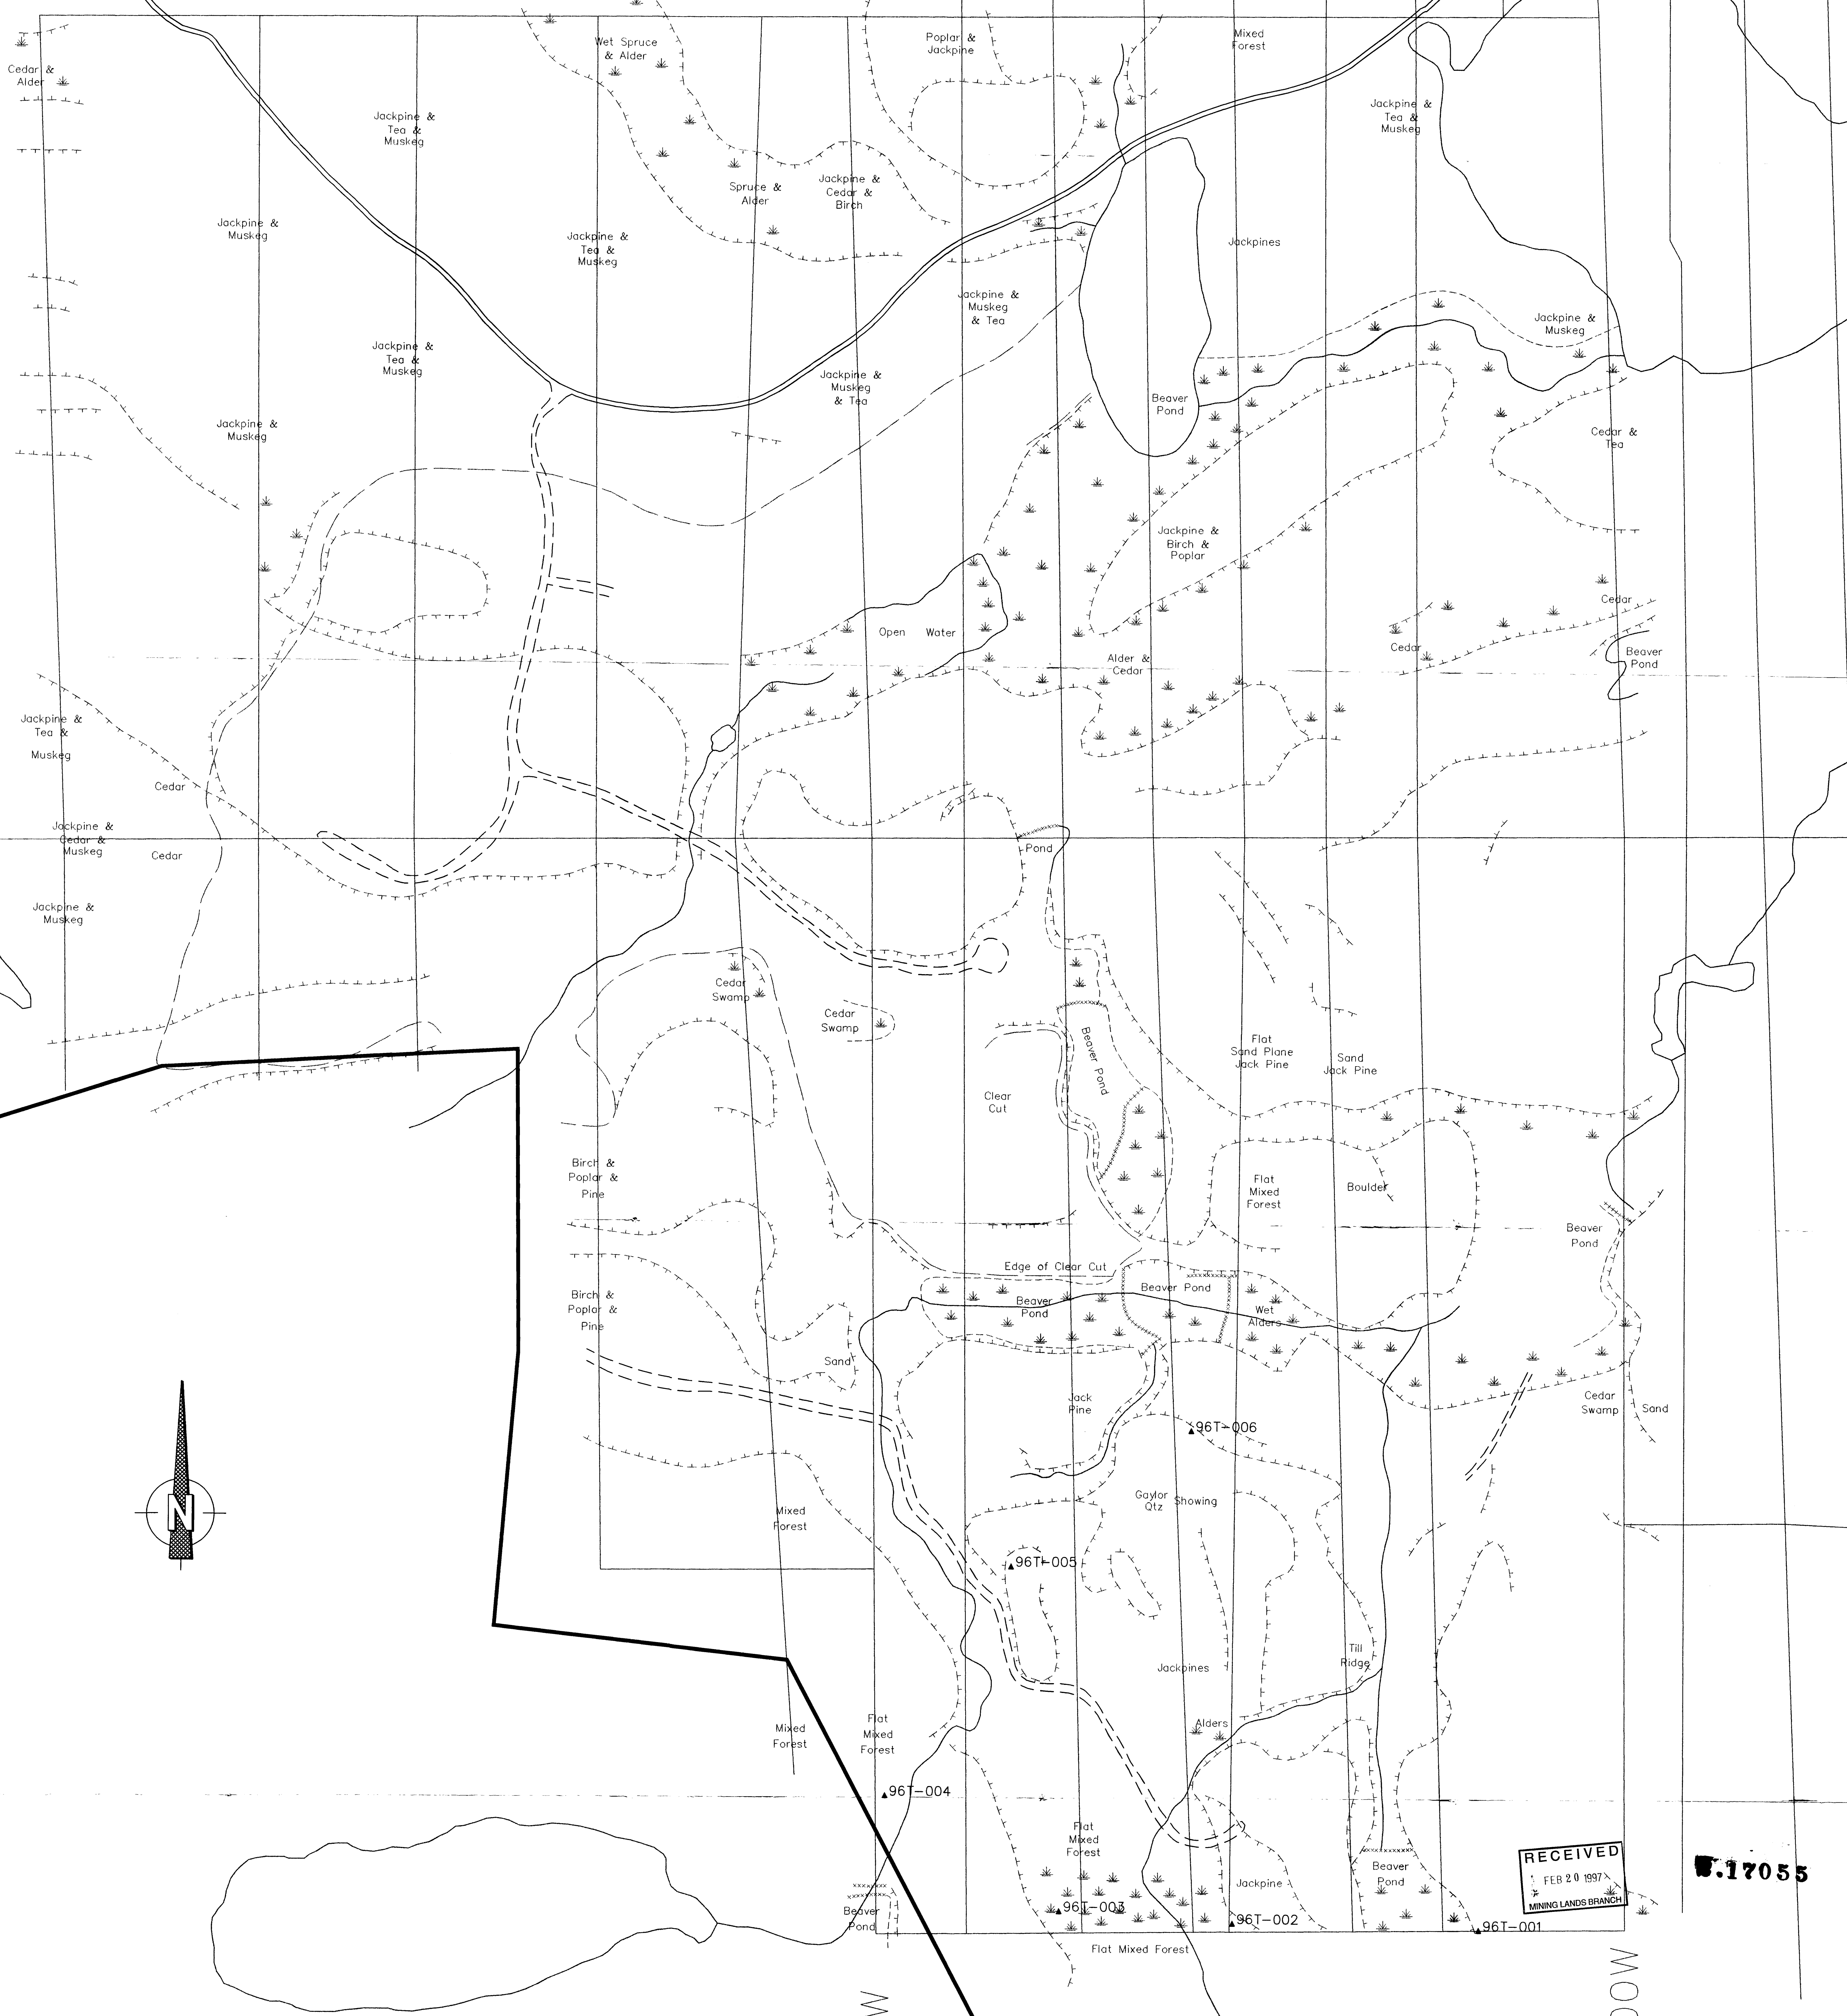 Wet Spruce
& Alder
Poplar &
Jackpine
Mixed
Forest
Cedar &
Alder
Jackpine &
Tea &
Muskeg
Jackpine &
Tea &
Muskeg
Spruce &
Alder
Jackpine &
Cedar &
Birch
Jackpine &
Muskeg
Jackpine &
Tea &
Muskeg
Jackpines
Jackpine &
Muskeg
& Tea
Jackpine &
Muskeg
Jackpine &
Tea &
Muskeg
Jackpine &
Muskeg
& Tea
Beaver
Pond
Jackpine &
Muskeg
Cedar &
Tea
Jackpine &
Birch &
Poplar
Cedar
Open Water
Alder &
Cedar
Cedar
Beaver
Pond
Jackpine &
Tea &
Muskeg
Cedar
Jackpine &
Cedar &
Muskeg
Cedar
Pond
Jackpine &
Muskeg
Cedar
Swamp
Cedar
Swamp
Beaver Pond
Flat
Sand Plane
Jack Pine
Sand
Jack Pine
Clear
Cut
Birch &
Poplar &
Pine
Flat
Mixed
Forest
Boulder
Beaver
Pond
Edge of Clear Cut
Beaver Pond
Birch &
Poplar &
Pine
Beaver
Pond
Wet
Alders
Sand
Jack
Pine
Cedar
Swamp
Sand
96T-006
Gaylor
Qtz Showing
Mixed
Forest
N
96T-005
Till
Ridge
Jackpines
Alders
Flat
Mixed
Forest
Mixed
Forest
96T-004
Flat
Mixed
Forest
Beaver
Pond
Jackpine
RECEIVED
FEB 20 1997
MINING LANDS BRANCH
.17055
Beaver
Pond
96T-003
96T-002
96T-001
Flat Mixed Forest
W
00W